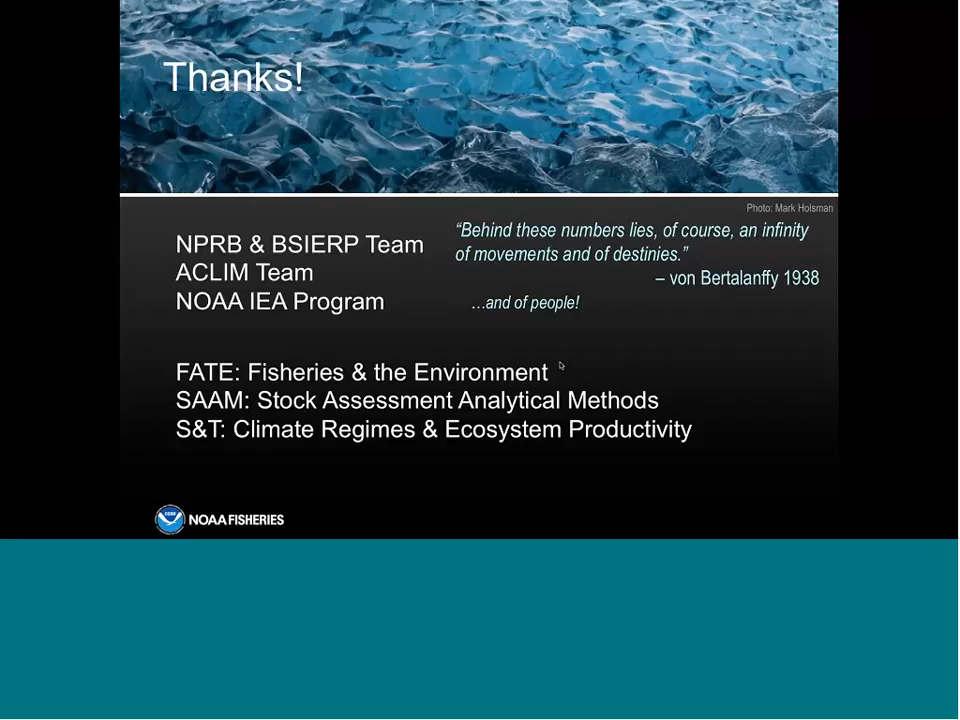 Thanks!
Photo: Mark Holsman
NPRB & BSIERP Team
ACLIM Team
NOAA IEA Program
“Behind these numbers lies, of course, an infinity
of movements and of destinies.”
– von Bertalanffy 1938
…and of people!
FATE: Fisheries & the Environment
SAAM: Stock Assessment Analytical Methods
S&T: Climate Regimes & Ecosystem Productivity
NOAA FISHERIES